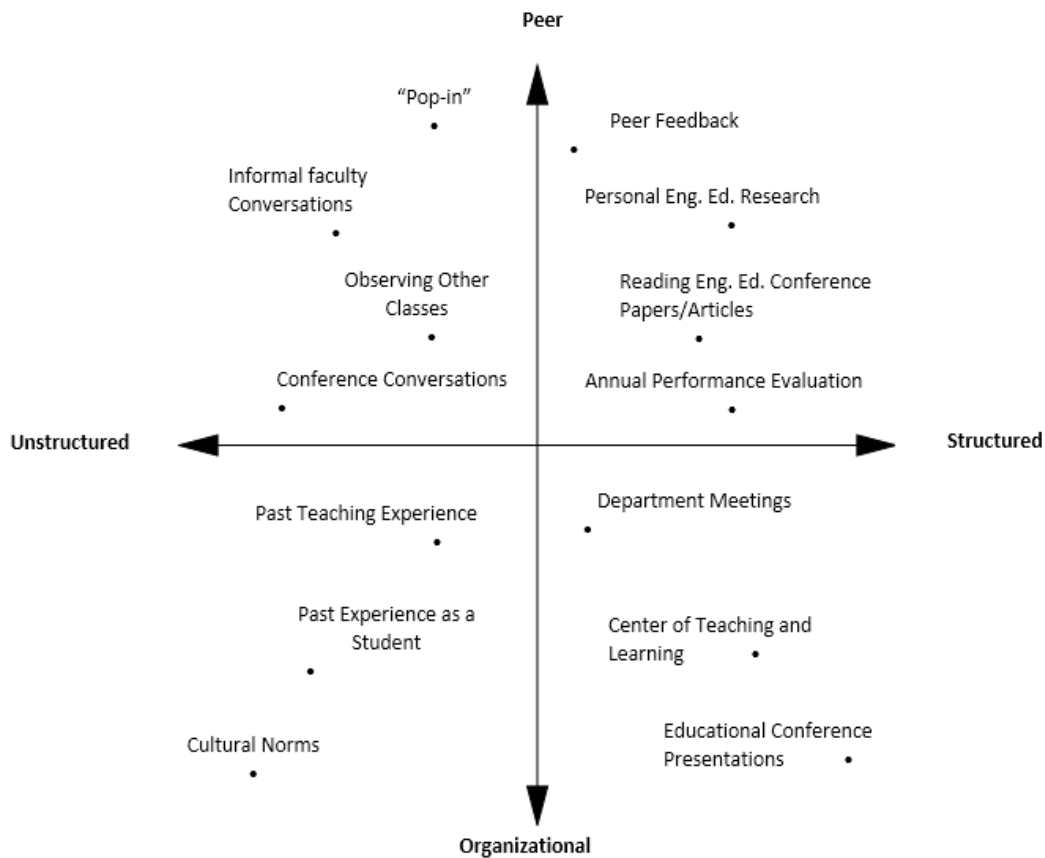 Peer
“Pop-in”
Peer Feedback
Informal faculty
Conversations
Personal Eng. Ed. Research
Observing Other
Classes
Reading Eng. Ed. Conference
Papers/Articles
Conference Conversations
Annual Performance Evaluation
Unstructured
Structured
Past Teaching Experience
Department Meetings
Past Experience as a
Student
Center of Teaching and
Learning
Cultural Norms
Educational Conference
Presentations
Organizational